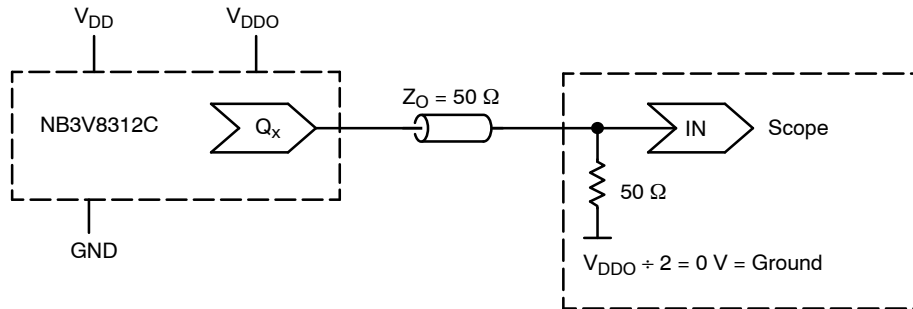 V_DD
V_DDO
NB3V8312C
Q_x
Z_O = 50 Ω
IN
Scope
50 Ω
GND
V_DDO ÷ 2 = 0 V = Ground